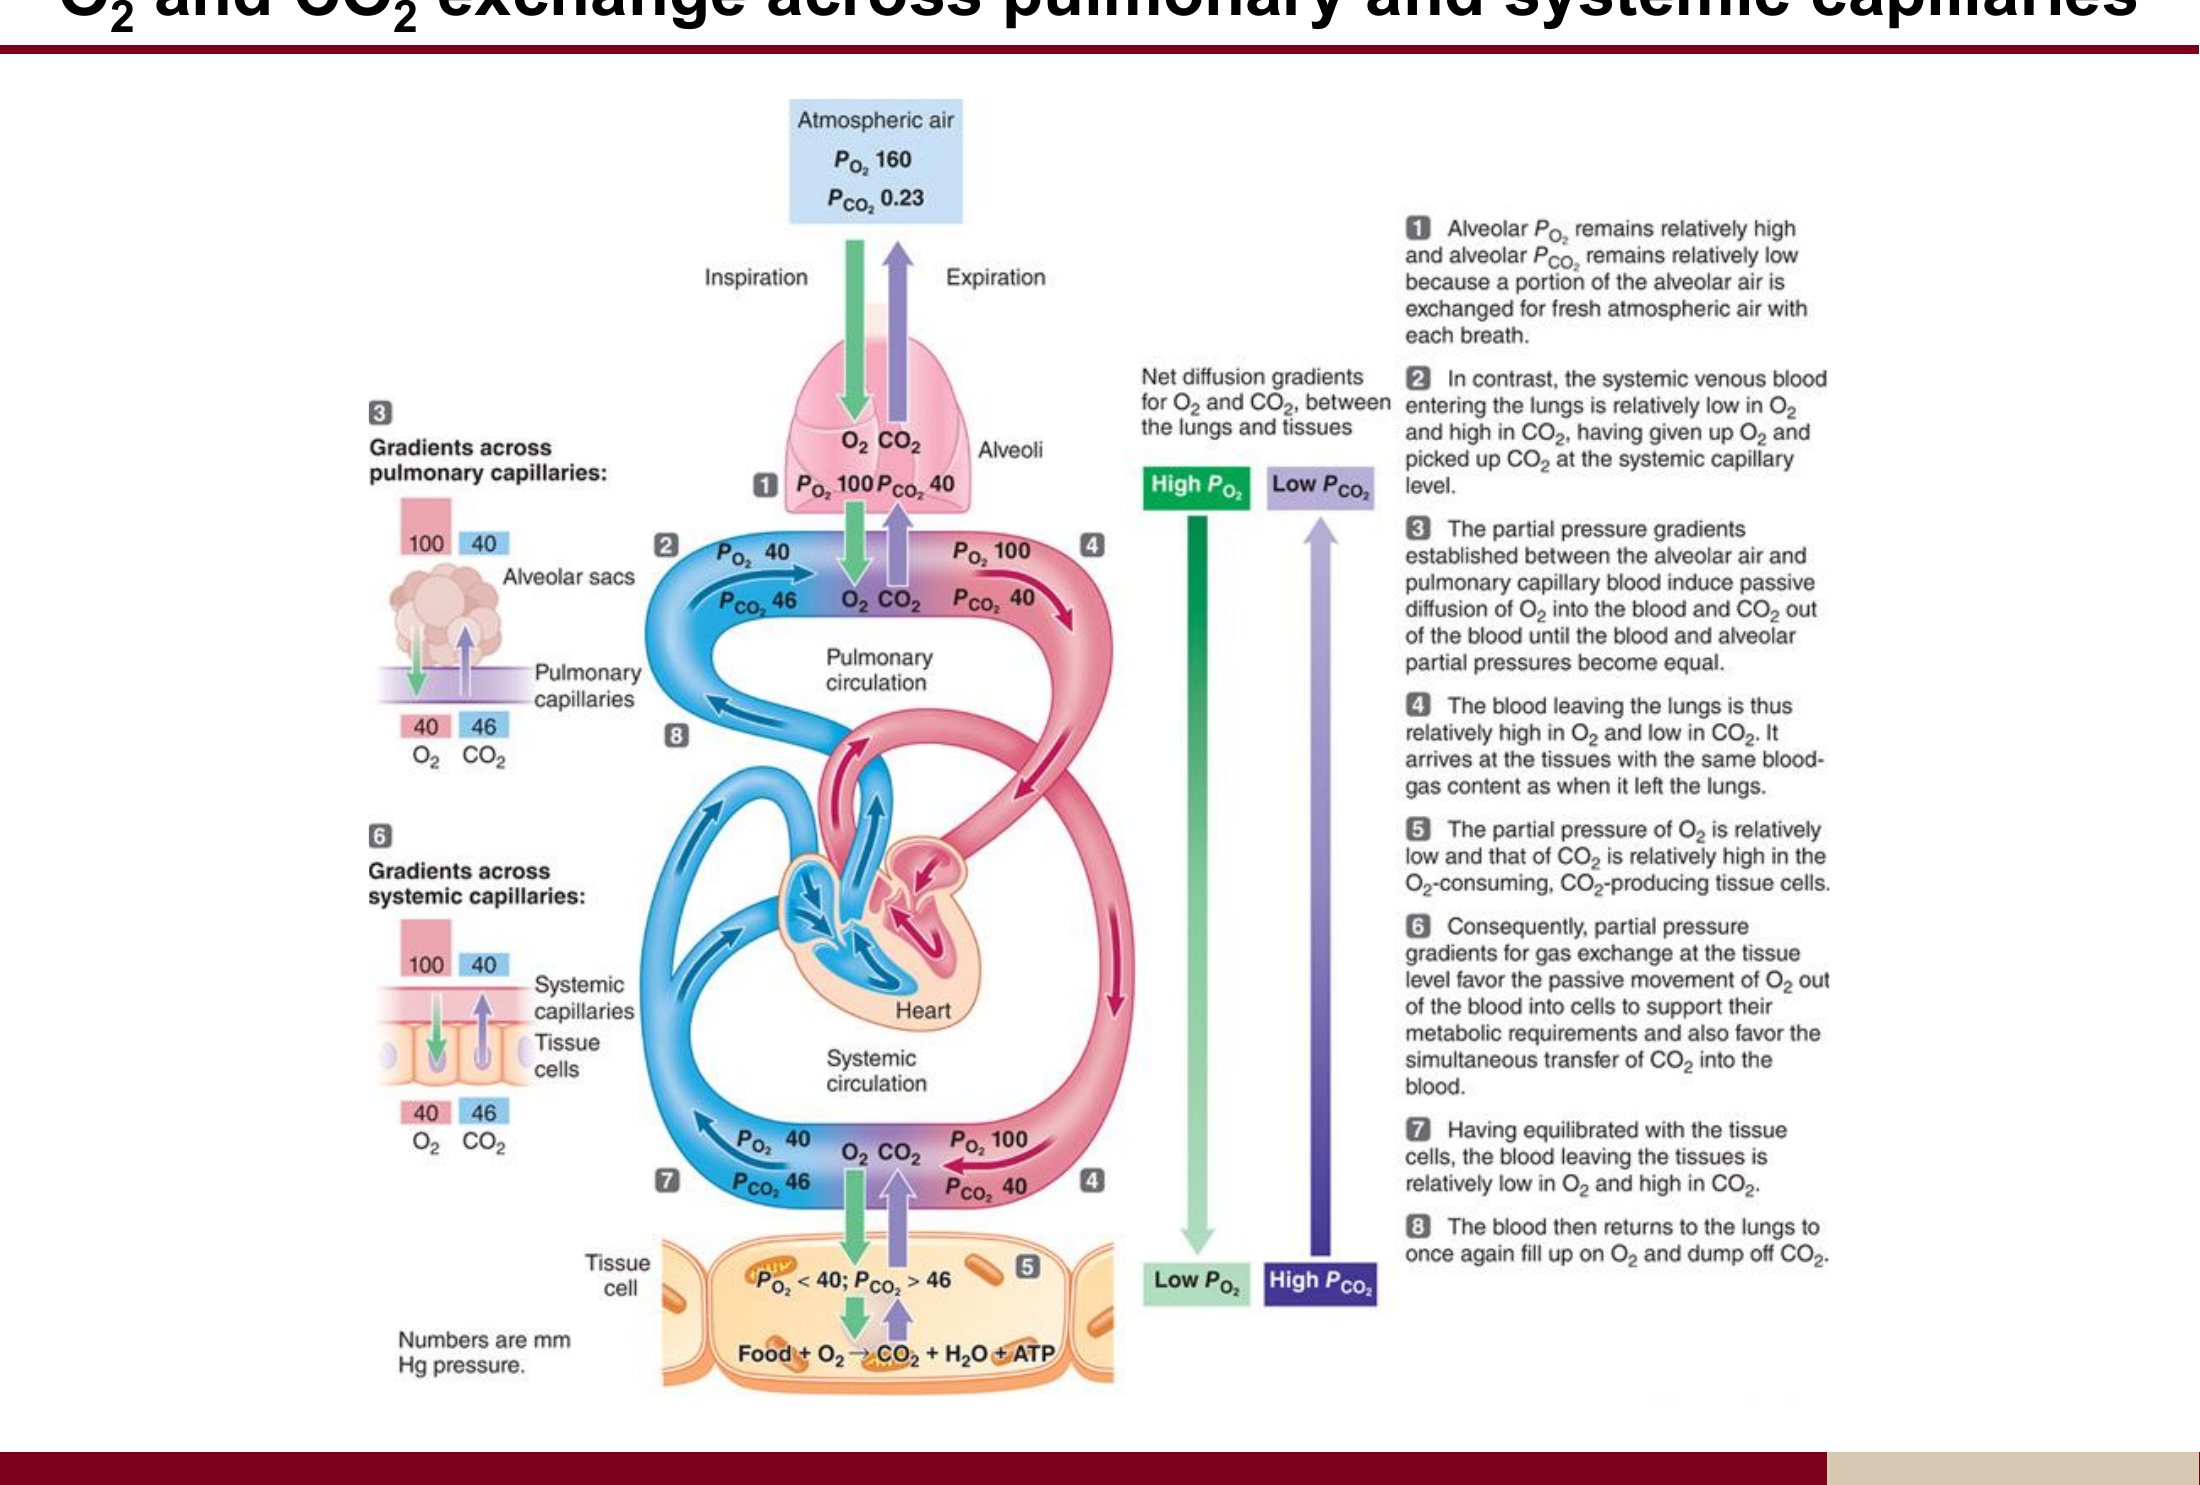 O₂ and CO₂ exchange across pulmonary and systemic capillaries
Atmospheric air
PO₂ 160
PCO₂ 0.23
Inspiration
Expiration
O₂ CO₂
Alveoli
1 PO₂ 100 PCO₂ 40
3
Gradients across
pulmonary capillaries:
100 40
Alveolar sacs
Pulmonary
capillaries
40 46
O₂ CO₂
2
PO₂ 40
PCO₂ 46
O₂ CO₂
PO₂ 100
PCO₂ 40
4
Pulmonary
circulation
8
6
Gradients across
systemic capillaries:
100 40
Systemic
capillaries
Tissue
cells
40 46
O₂ CO₂
Heart
Systemic
circulation
PO₂ 40
PCO₂ 46
7
O₂ CO₂
PO₂ 100
PCO₂ 40
4
Tissue
cell
5
PO₂ < 40; PCO₂ > 46
Food + O₂ → CO₂ + H₂O + ATP
Numbers are mm
Hg pressure.
Net diffusion gradients
for O₂ and CO₂, between
the lungs and tissues
High PO₂
Low PCO₂
Low PO₂
High PCO₂
1 Alveolar PO₂ remains relatively high
and alveolar PCO₂ remains relatively low
because a portion of the alveolar air is
exchanged for fresh atmospheric air with
each breath.
2 In contrast, the systemic venous blood
entering the lungs is relatively low in O₂
and high in CO₂, having given up O₂ and
picked up CO₂ at the systemic capillary
level.
3 The partial pressure gradients
established between the alveolar air and
pulmonary capillary blood induce passive
diffusion of O₂ into the blood and CO₂ out
of the blood until the blood and alveolar
partial pressures become equal.
4 The blood leaving the lungs is thus
relatively high in O₂ and low in CO₂. It
arrives at the tissues with the same blood-
gas content as when it left the lungs.
5 The partial pressure of O₂ is relatively
low and that of CO₂ is relatively high in the
O₂-consuming, CO₂-producing tissue cells.
6 Consequently, partial pressure
gradients for gas exchange at the tissue
level favor the passive movement of O₂ out
of the blood into cells to support their
metabolic requirements and also favor the
simultaneous transfer of CO₂ into the
blood.
7 Having equilibrated with the tissue
cells, the blood leaving the tissues is
relatively low in O₂ and high in CO₂.
8 The blood then returns to the lungs to
once again fill up on O₂ and dump off CO₂.